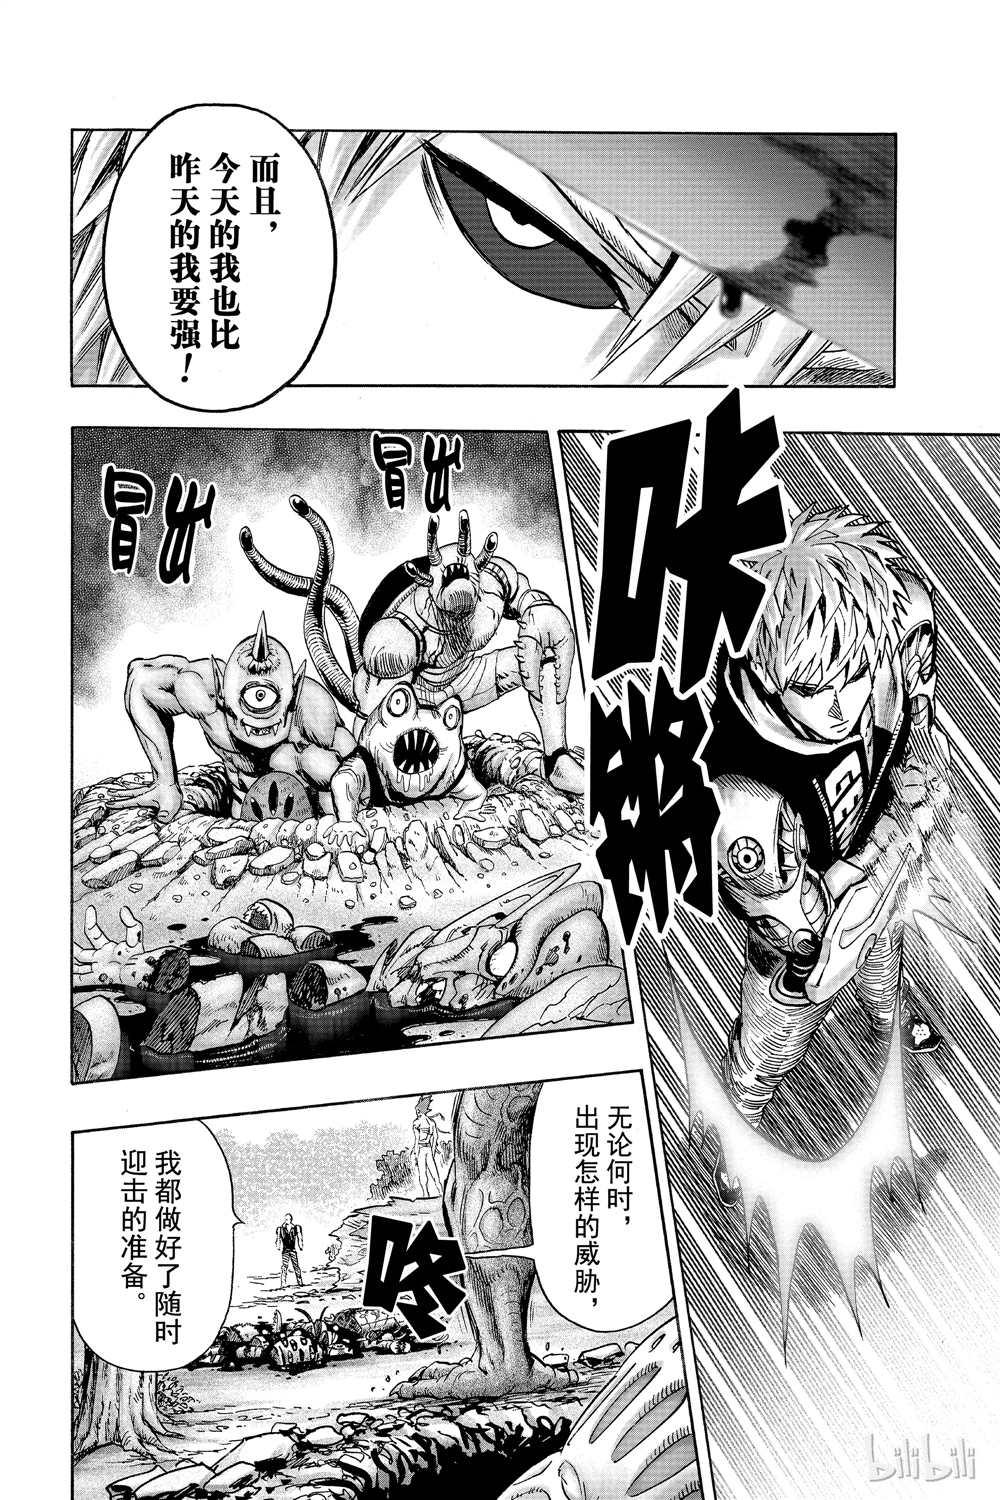 而且，
今天的我也比
昨天的我要强！
咔
锵
冒出
冒出
无论何时，
出现怎样的威胁，
我都做好了随时
迎击的准备。
咚
bilibili